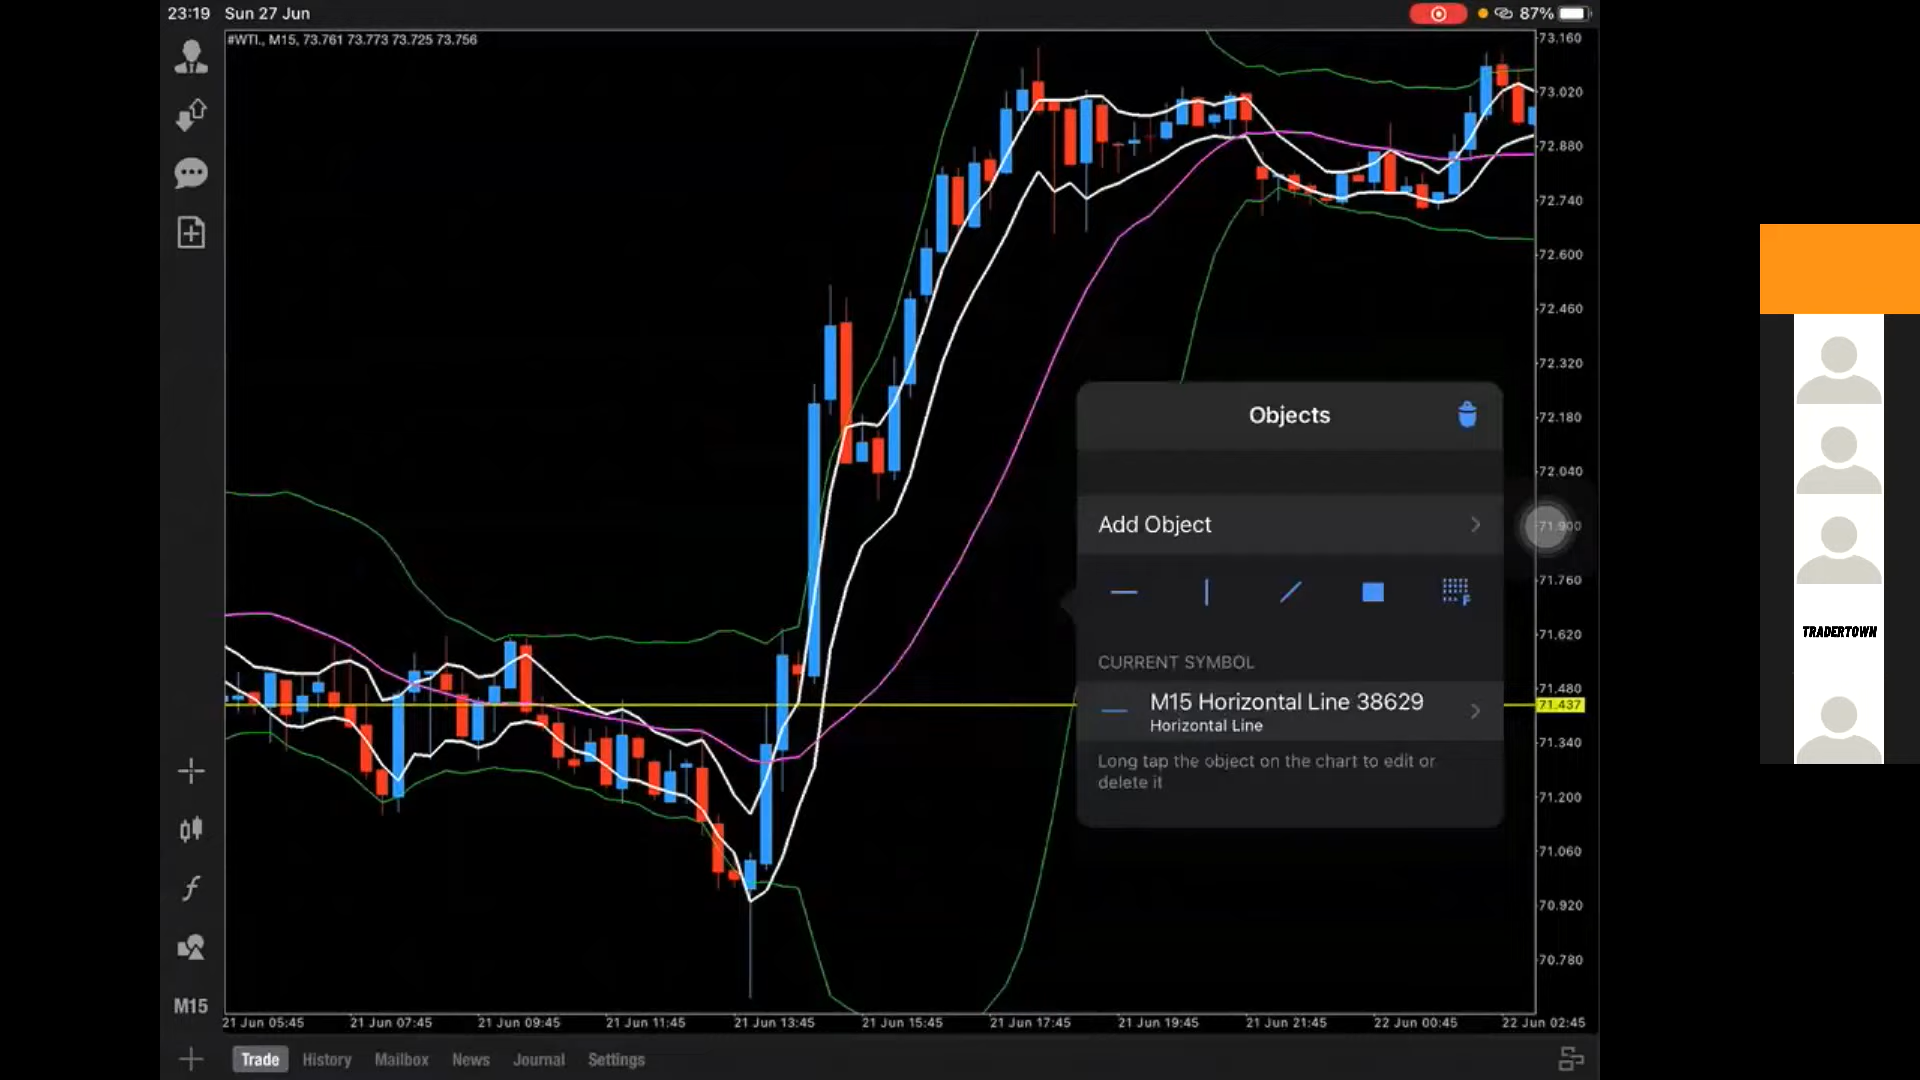 23:19 Sun 27 Jun
87%
#WTI., M15, 73.761 73.773 73.725 73.756
73.160
73.020
72.880
72.740
72.600
72.460
72.320
72.180
72.040
71.900
71.760
71.620
71.480
71.437
71.340
71.200
71.060
70.920
70.780
Objects
Add Object
F
CURRENT SYMBOL
M15 Horizontal Line 38629
Horizontal Line
Long tap the object on the chart to edit or
delete it
TRADERTOWN
M15
21 Jun 05:45 21 Jun 07:45 21 Jun 09:45 21 Jun 11:45 21 Jun 13:45 21 Jun 15:45 21 Jun 17:45 21 Jun 19:45 21 Jun 21:45 22 Jun 00:45 22 Jun 02:45
Trade History Mailbox News Journal Settings